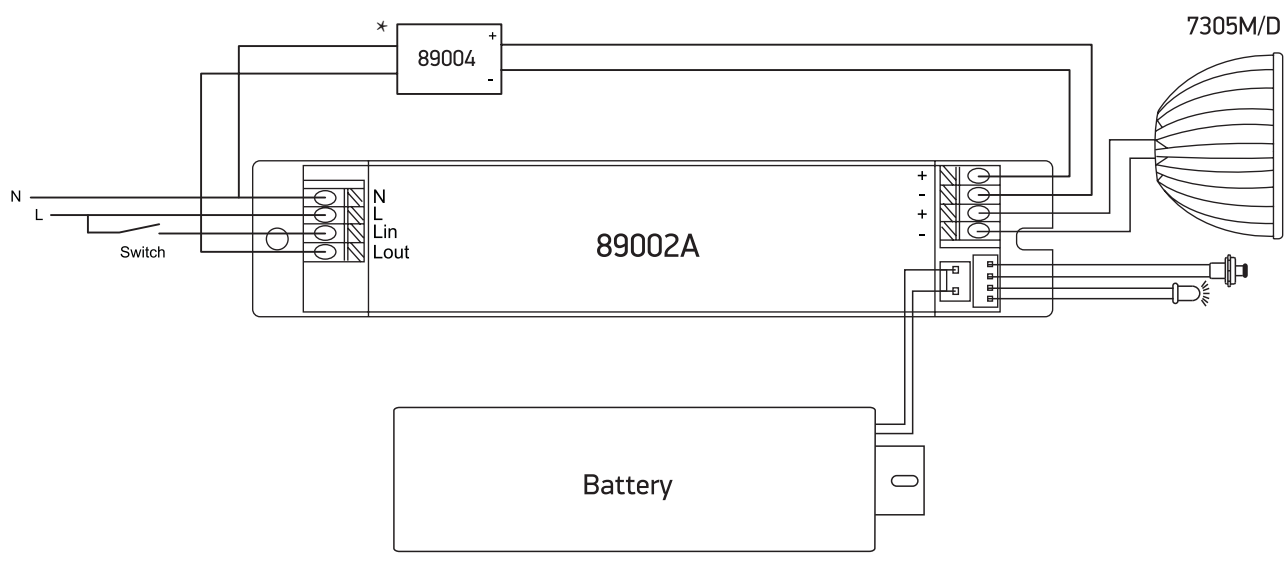 7305M/D
*
89004
+
-
N
L
Switch
N
L
Lin
Lout
89002A
+
-
+
-
Battery